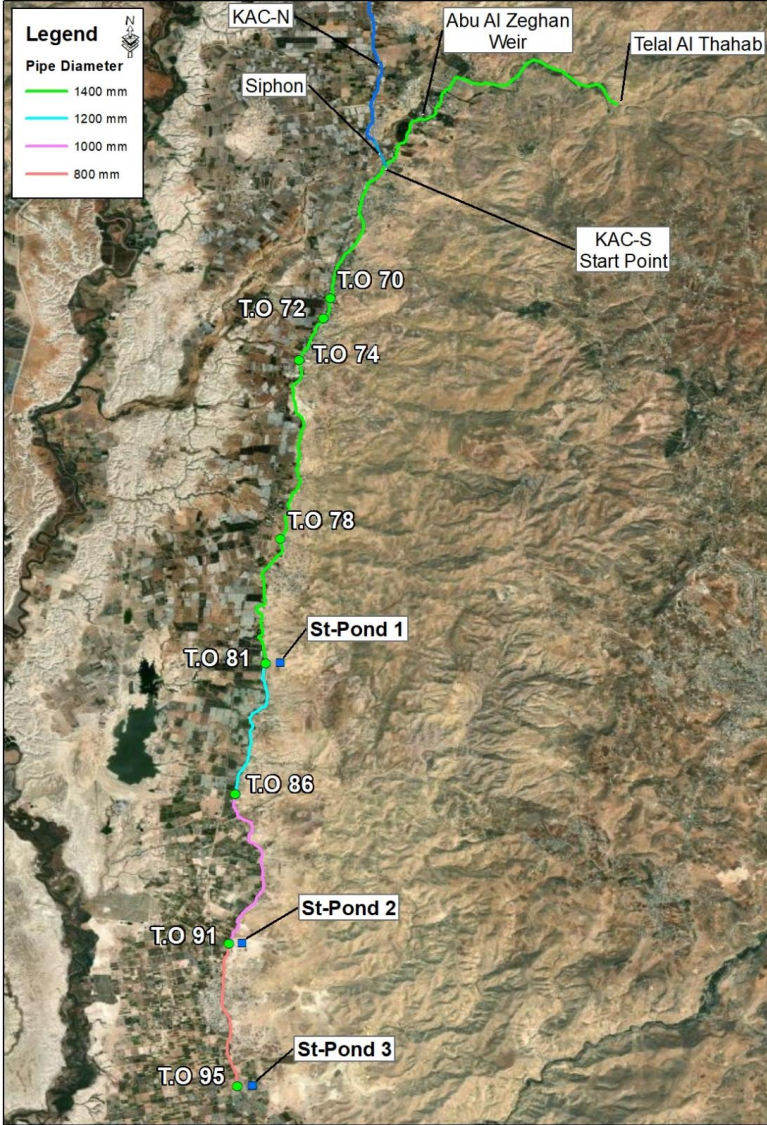 Legend
N
Pipe Diameter
1400 mm
1200 mm
1000 mm
800 mm
KAC-N
Abu Al Zeghan
Weir
Telal Al Thahab
Siphon
KAC-S
Start Point
T.O 70
T.O 72
T.O 74
T.O 78
St-Pond 1
T.O 81
T.O 86
St-Pond 2
T.O 91
St-Pond 3
T.O 95